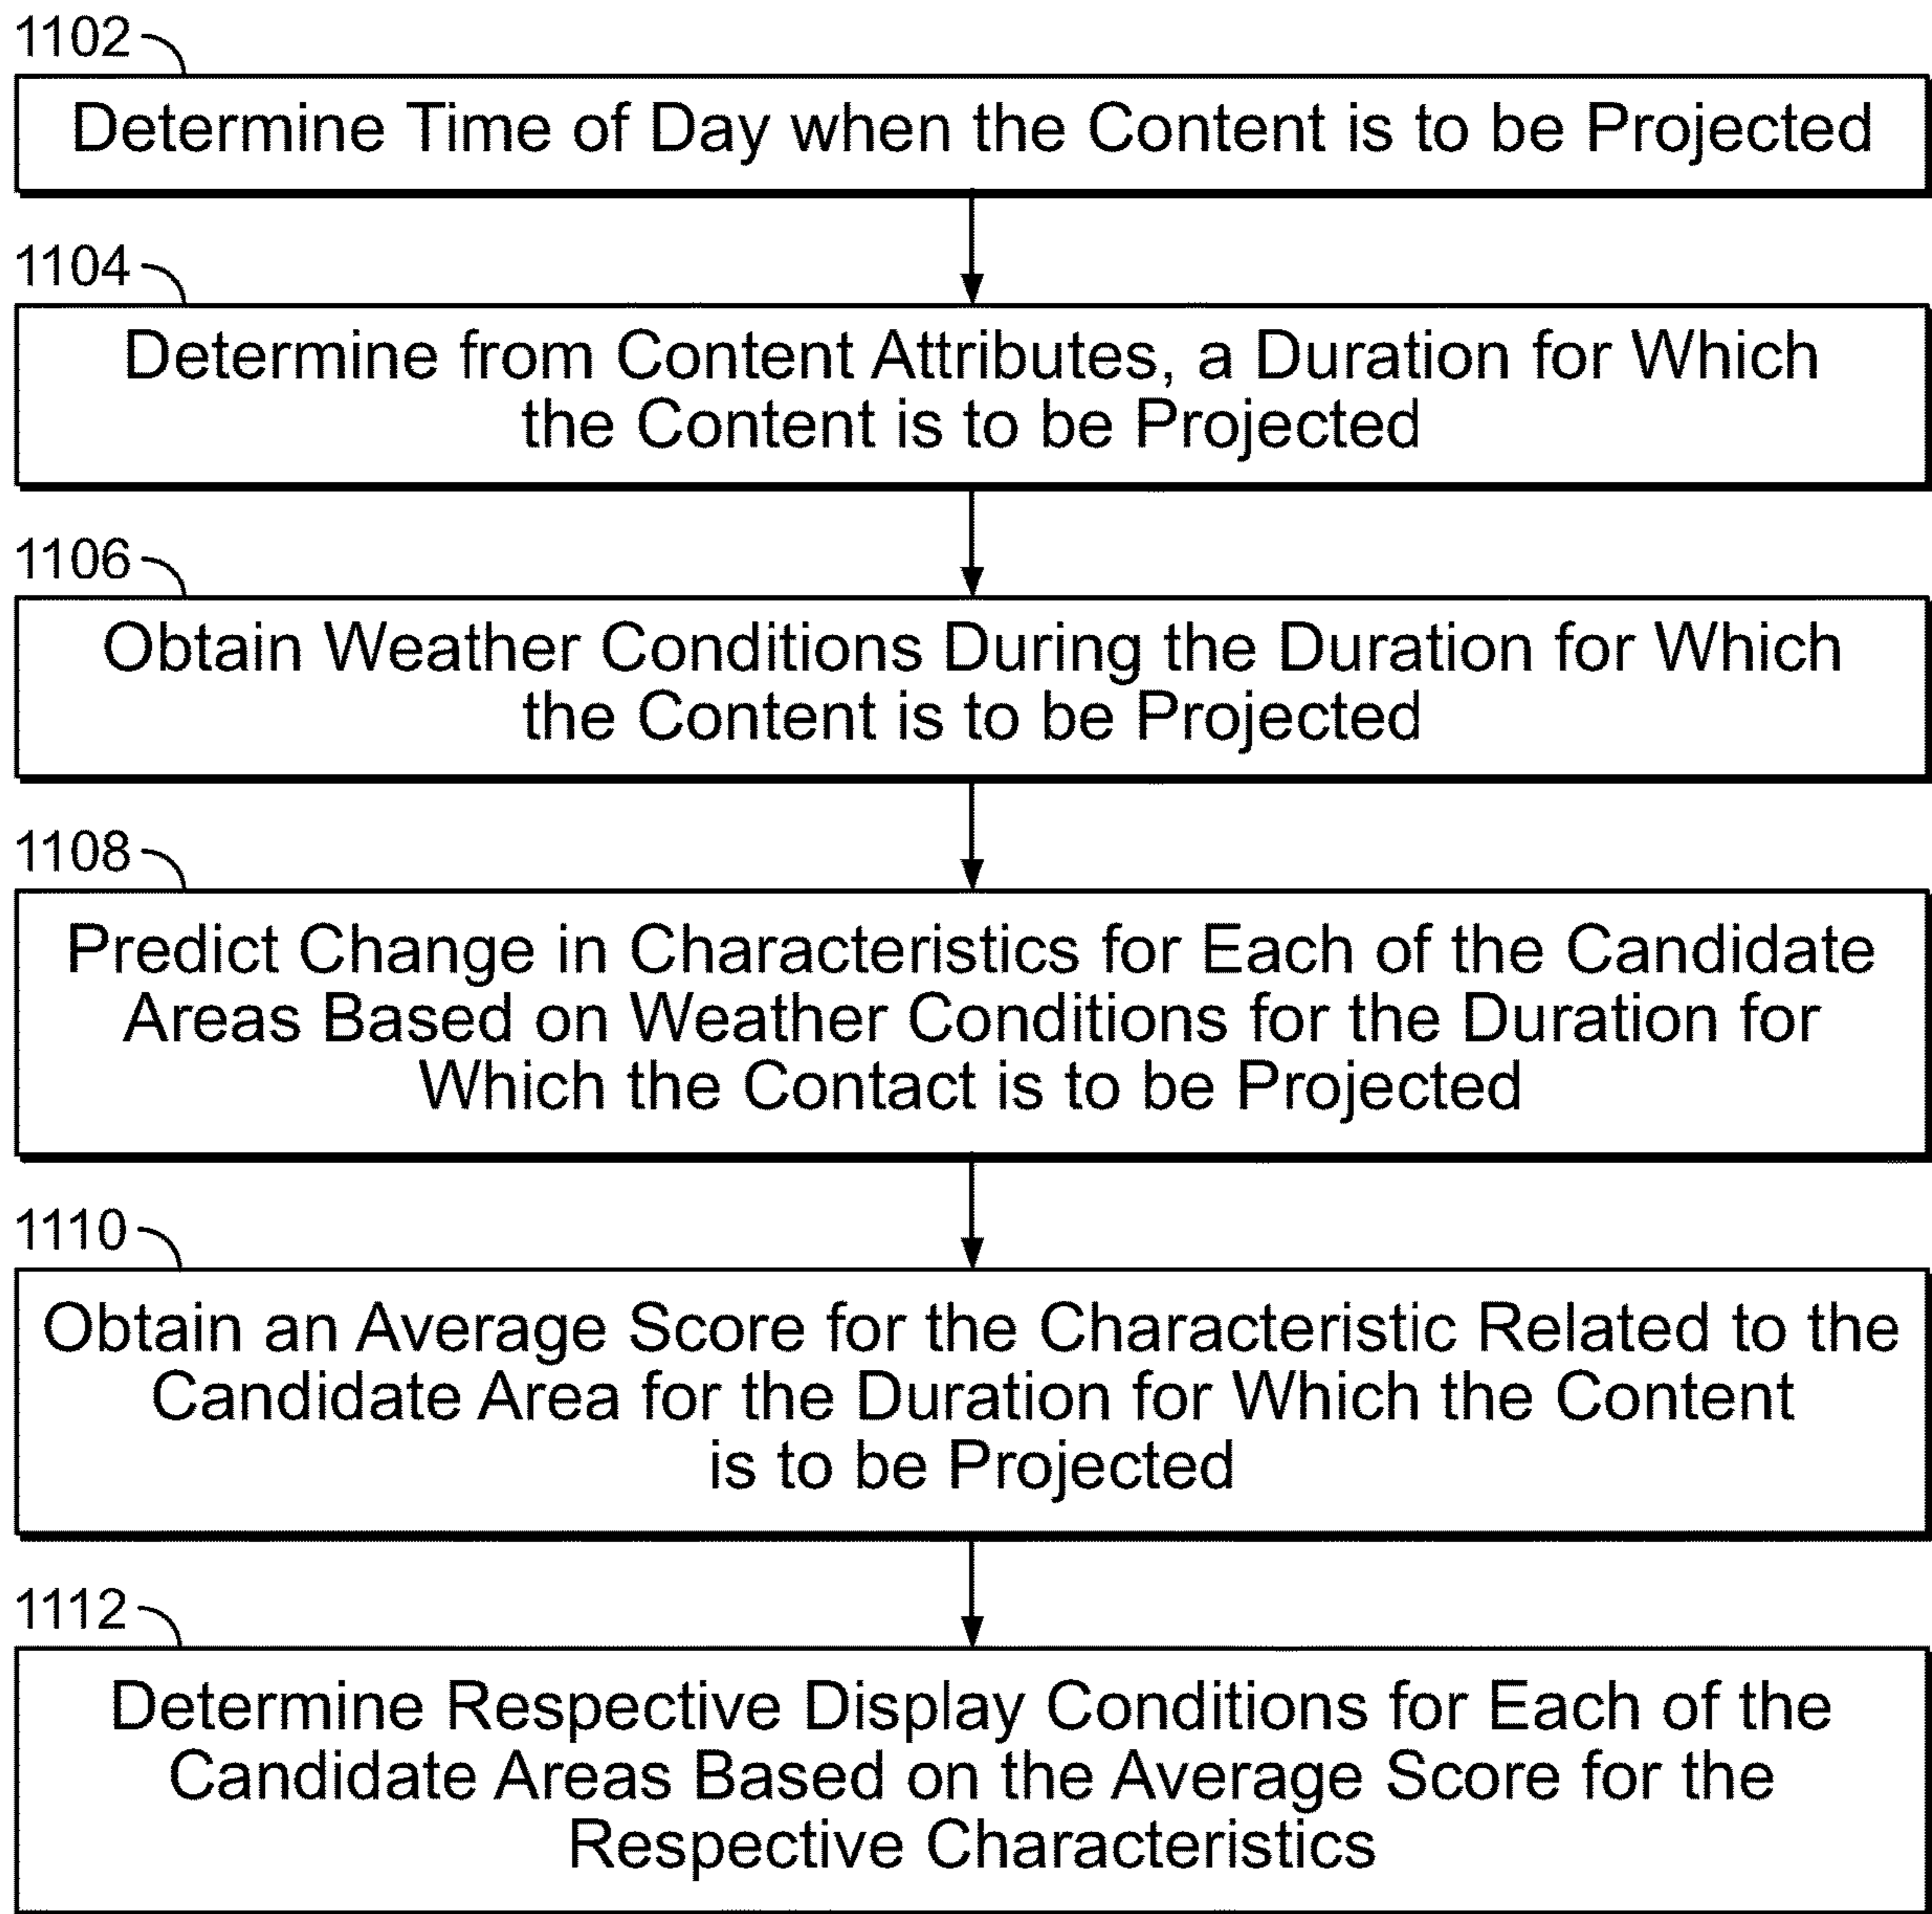 1102
Determine Time of Day when the Content is to be Projected
1104
Determine from Content Attributes, a Duration for Which
the Content is to be Projected
1106
Obtain Weather Conditions During the Duration for Which
the Content is to be Projected
1108
Predict Change in Characteristics for Each of the Candidate
Areas Based on Weather Conditions for the Duration for
Which the Contact is to be Projected
1110
Obtain an Average Score for the Characteristic Related to the
Candidate Area for the Duration for Which the Content
is to be Projected
1112
Determine Respective Display Conditions for Each of the
Candidate Areas Based on the Average Score for the
Respective Characteristics